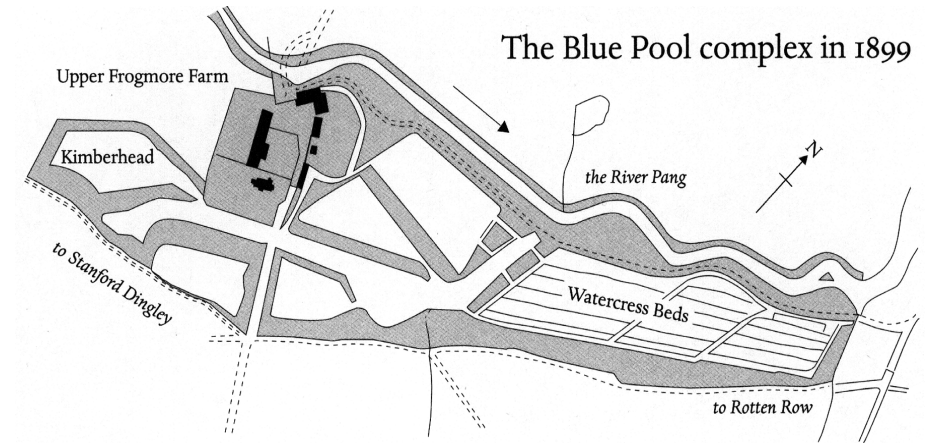 The Blue Pool complex in 1899
Upper Frogmore Farm
Kimberhead
the River Pang
N
to Stanford Dingley
Watercress Beds
to Rotten Row